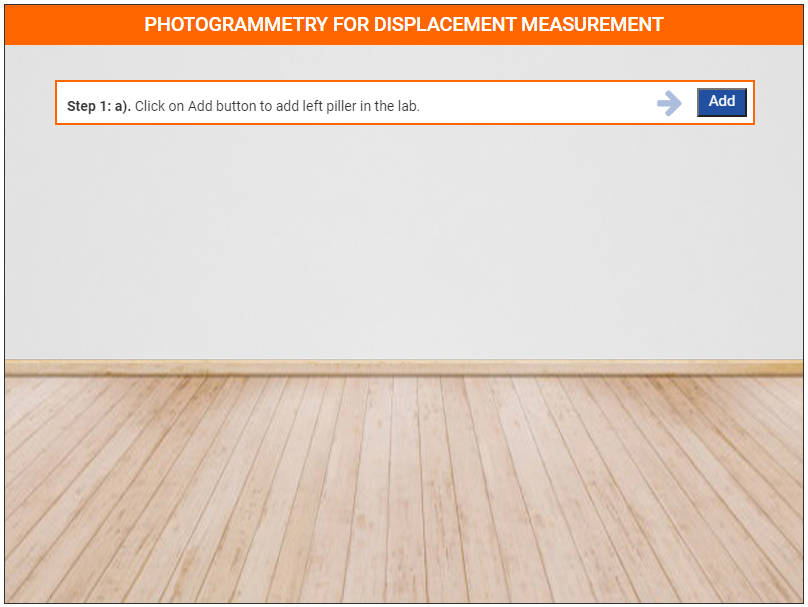 PHOTOGRAMMETRY FOR DISPLACEMENT MEASUREMENT
Step 1: a). Click on Add button to add left piller in the lab.
Add